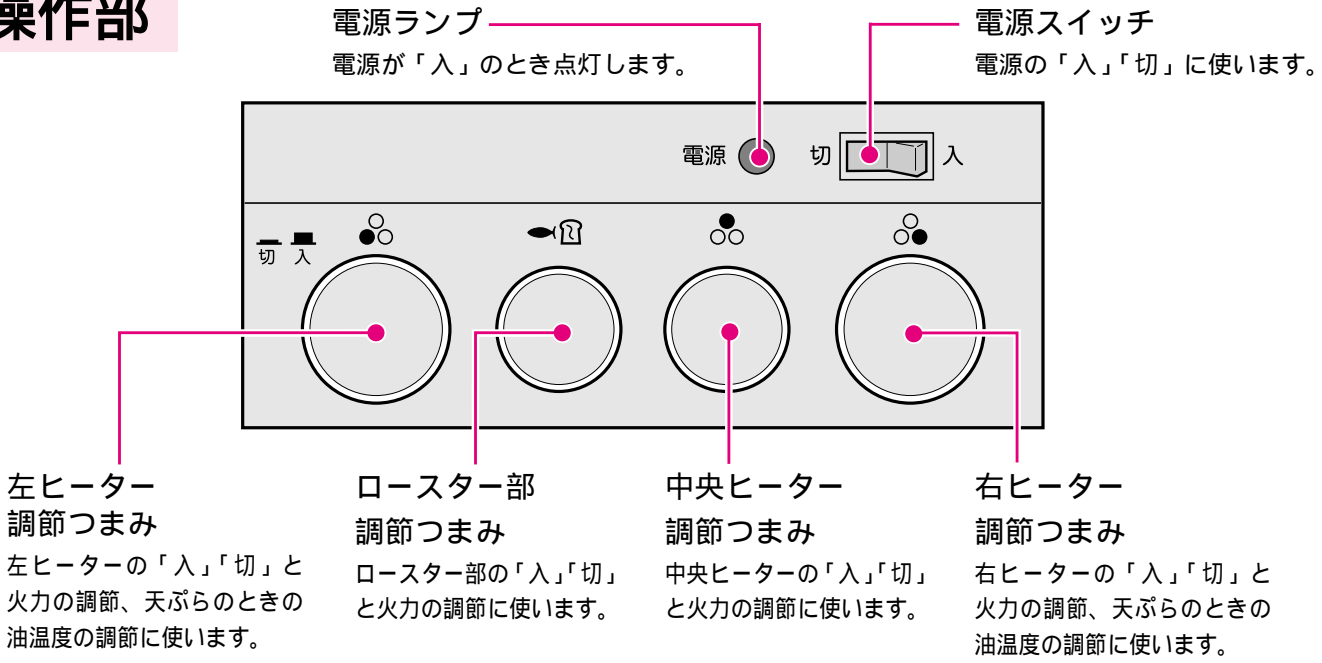 操作部
電源ランプ
電源が「入」のとき点灯します。
電源スイッチ
電源の「入」「切」に使います。
電源
切
入
切 入
左ヒーター
調節つまみ
左ヒーターの「入」「切」と
火力の調節、天ぷらのときの
油温度の調節に使います。
ロースター部
調節つまみ
ロースター部の「入」「切」
と火力の調節に使います。
中央ヒーター
調節つまみ
中央ヒーターの「入」「切」
と火力の調節に使います。
右ヒーター
調節つまみ
右ヒーターの「入」「切」と
火力の調節、天ぷらのときの
油温度の調節に使います。